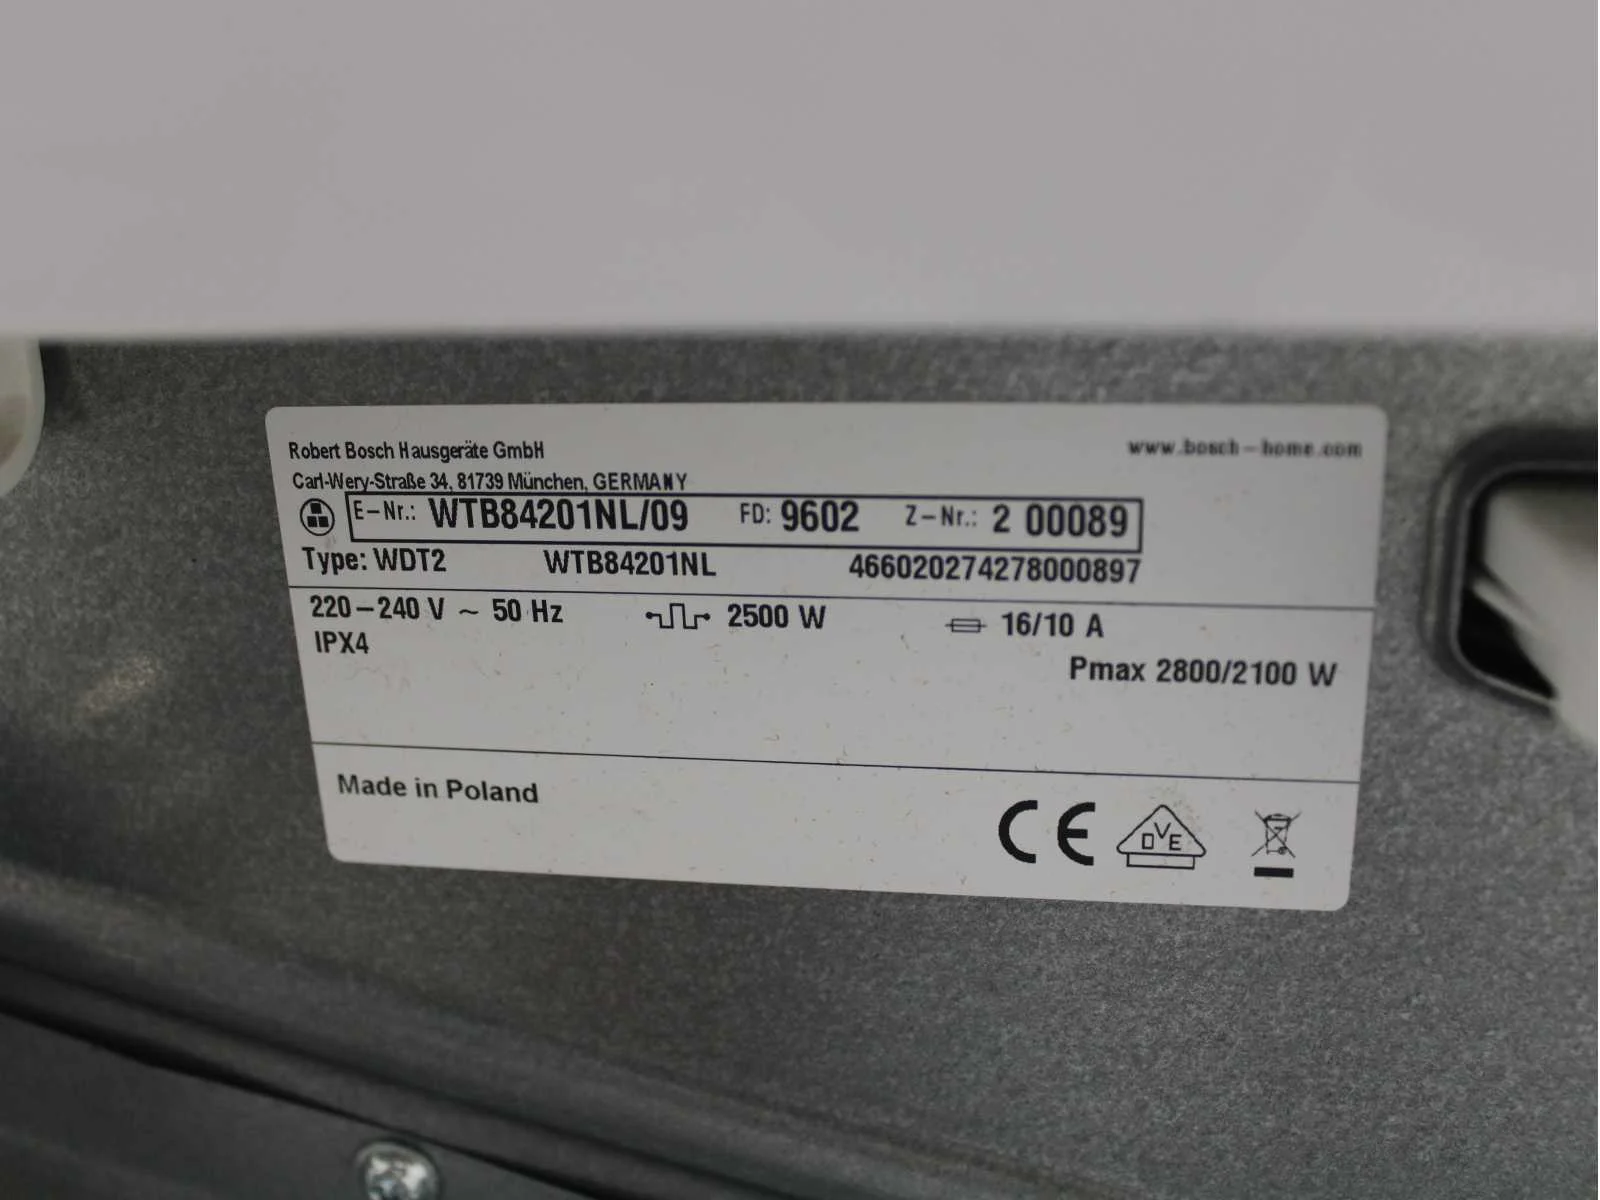 Robert Bosch Hausgeräte GmbH
www.bosch-home.com
Carl-Wery-Straße 34, 81739 München, GERMANY
E-Nr.: WTB84201NL/09 FD: 9602 Z-Nr.: 2 00089
Type: WDT2 WTB84201NL 466020274278000897
220-240 V ~ 50 Hz 2500 W 16/10 A
IPX4
Pmax 2800/2100 W
Made in Poland
CE DVE